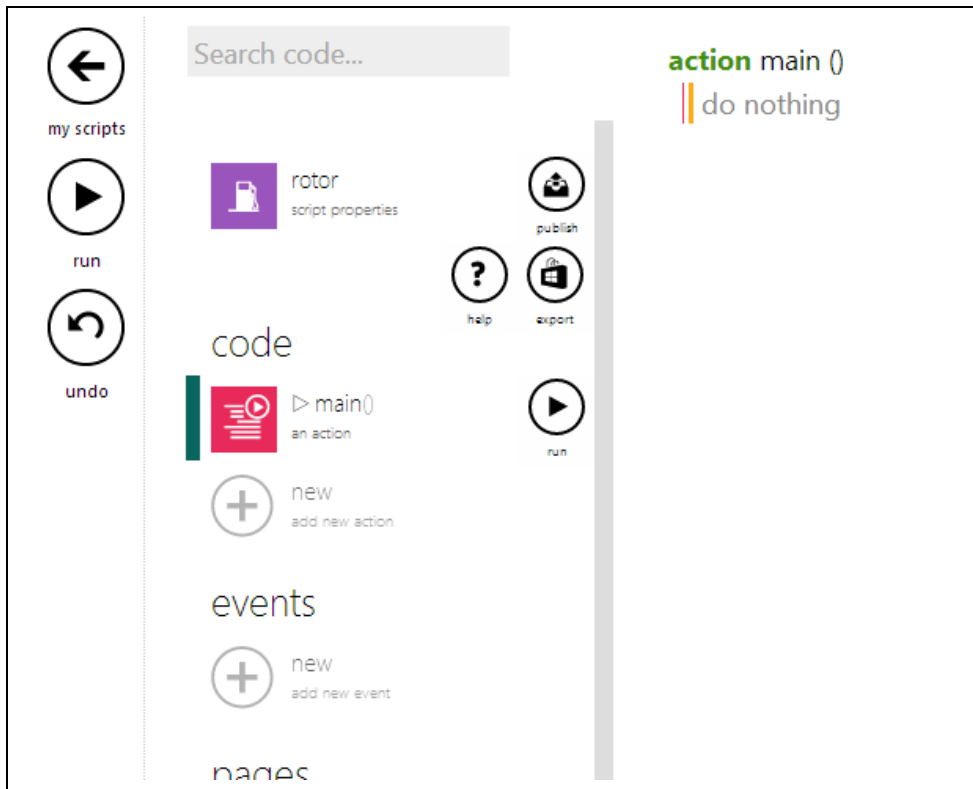 my scripts
run
undo
Search code...
rotor
script properties
publish
?
help
export
code
main()
an action
run
new
add new action
events
new
add new event
pages
action main ()
do nothing